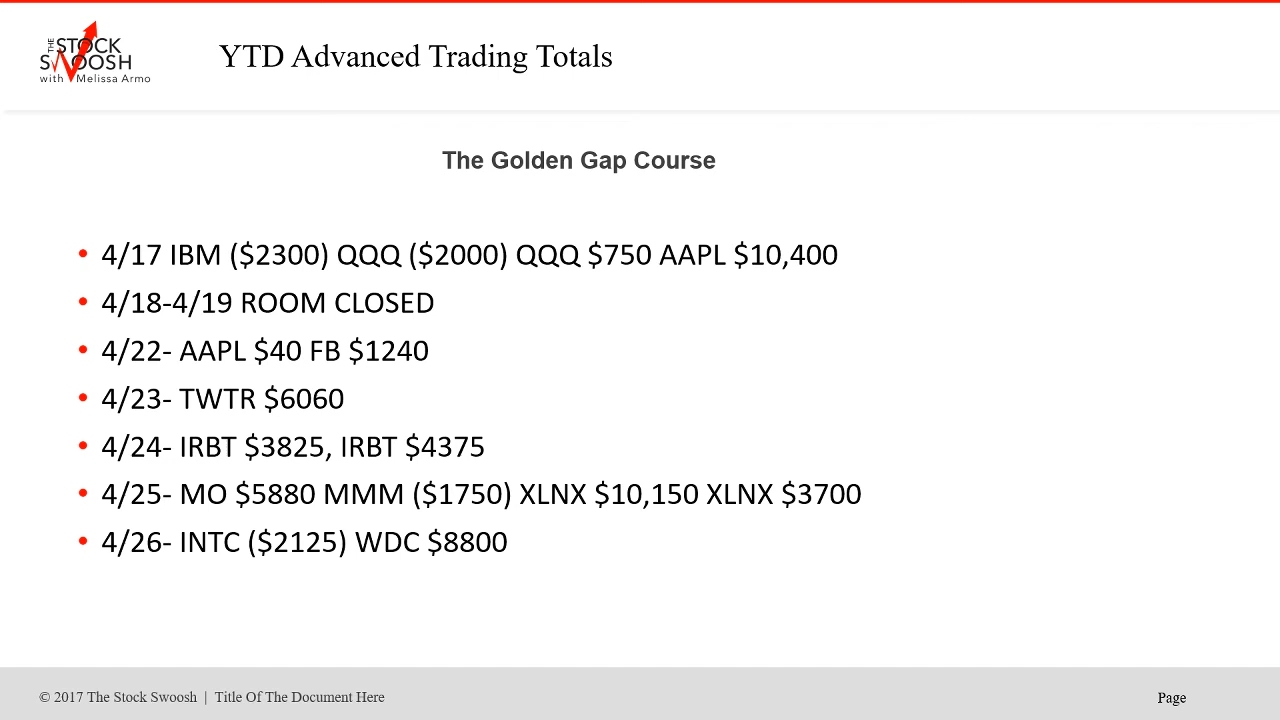 THE STOCK
SWOOSH
with Melissa Armo
YTD Advanced Trading Totals
The Golden Gap Course
• 4/17 IBM ($2300) QQQ ($2000) QQQ $750 AAPL $10,400
• 4/18-4/19 ROOM CLOSED
• 4/22- AAPL $40 FB $1240
• 4/23- TWTR $6060
• 4/24- IRBT $3825, IRBT $4375
• 4/25- MO $5880 MMM ($1750) XLNX $10,150 XLNX $3700
• 4/26- INTC ($2125) WDC $8800
© 2017 The Stock Swoosh | Title Of The Document Here
Page